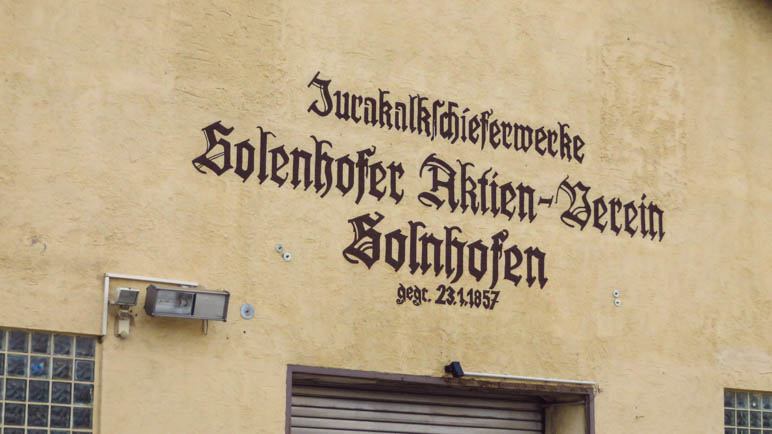 Jurakalkschieferwerke
Solenhofer Aktien-Verein
Solnhofen
gegr. 23.1.1857